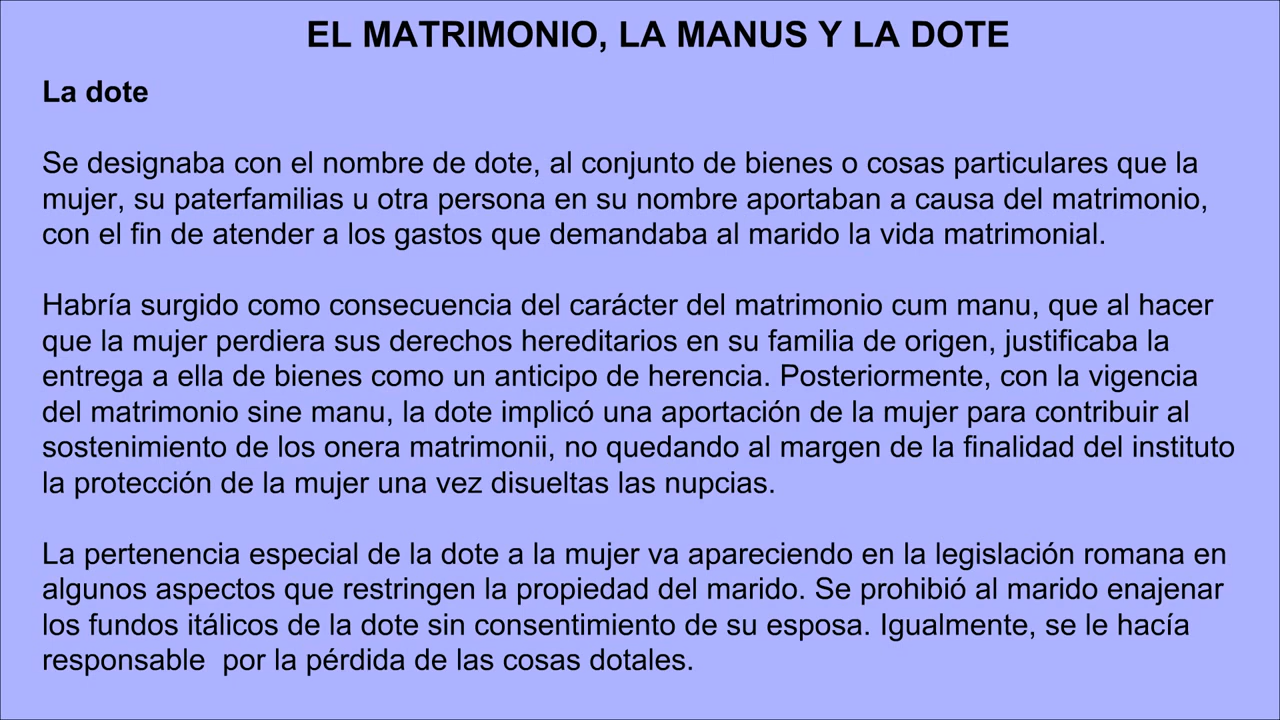 EL MATRIMONIO, LA MANUS Y LA DOTE
La dote
Se designaba con el nombre de dote, al conjunto de bienes o cosas particulares que la
mujer, su paterfamilias u otra persona en su nombre aportaban a causa del matrimonio,
con el fin de atender a los gastos que demandaba al marido la vida matrimonial.
Habría surgido como consecuencia del carácter del matrimonio cum manu, que al hacer
que la mujer perdiera sus derechos hereditarios en su familia de origen, justificaba la
entrega a ella de bienes como un anticipo de herencia. Posteriormente, con la vigencia
del matrimonio sine manu, la dote implicó una aportación de la mujer para contribuir al
sostenimiento de los onera matrimonii, no quedando al margen de la finalidad del instituto
la protección de la mujer una vez disueltas las nupcias.
La pertenencia especial de la dote a la mujer va apareciendo en la legislación romana en
algunos aspectos que restringen la propiedad del marido. Se prohibió al marido enajenar
los fundos itálicos de la dote sin consentimiento de su esposa. Igualmente, se le hacía
responsable  por la pérdida de las cosas dotales.